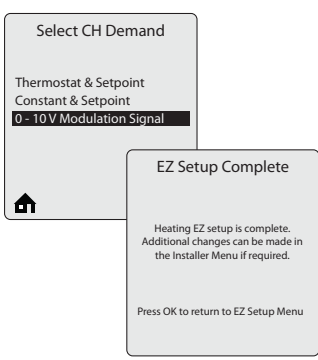 Select CH Demand
Thermostat & Setpoint
Constant & Setpoint
0 - 10 V Modulation Signal
EZ Setup Complete
Heating EZ setup is complete.
Additional changes can be made in
the Installer Menu if required.
Press OK to return to EZ Setup Menu